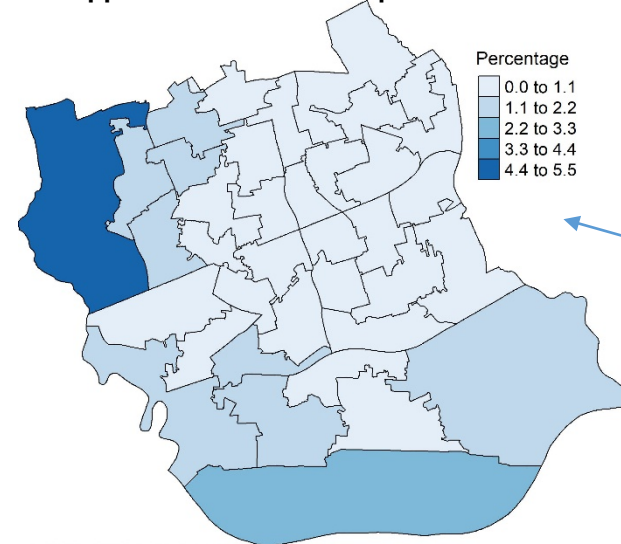 Percentage
0.0 to 1.1
1.1 to 2.2
2.2 to 3.3
3.3 to 4.4
4.4 to 5.5